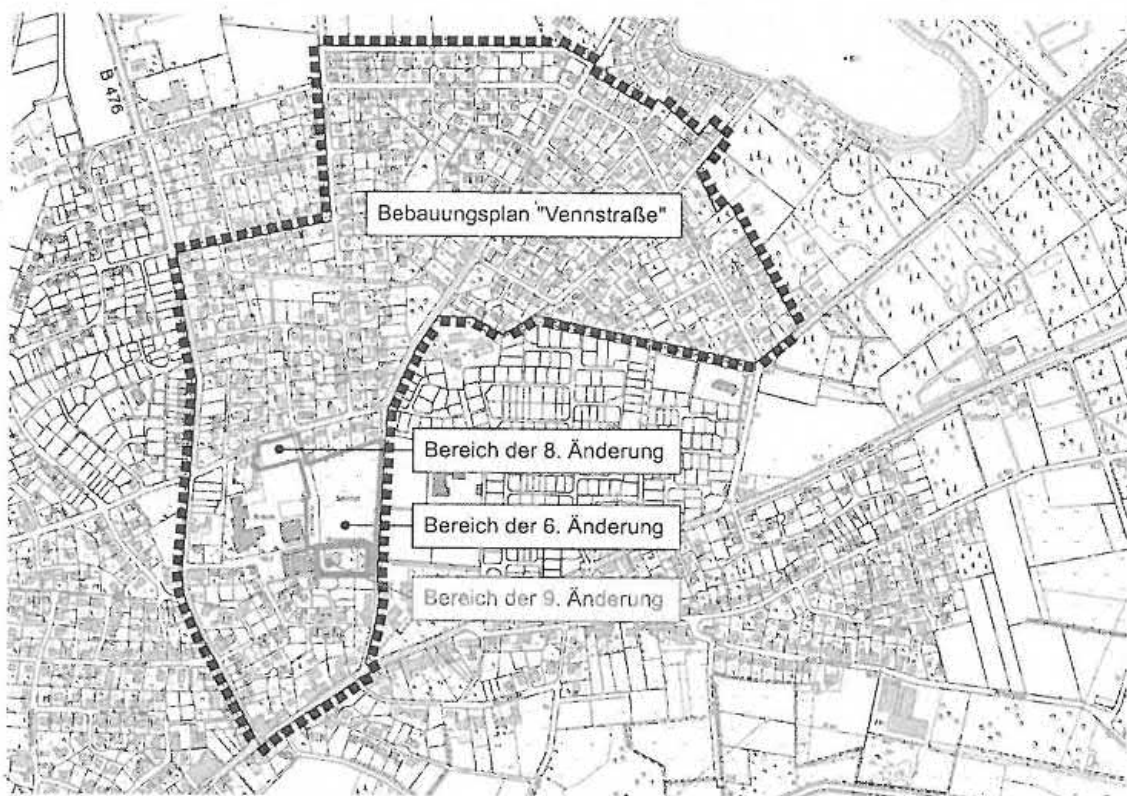 B 476
Bebauungsplan "Vennstraße"
Bereich der 8. Änderung
Bereich der 6. Änderung
Bereich der 9. Änderung